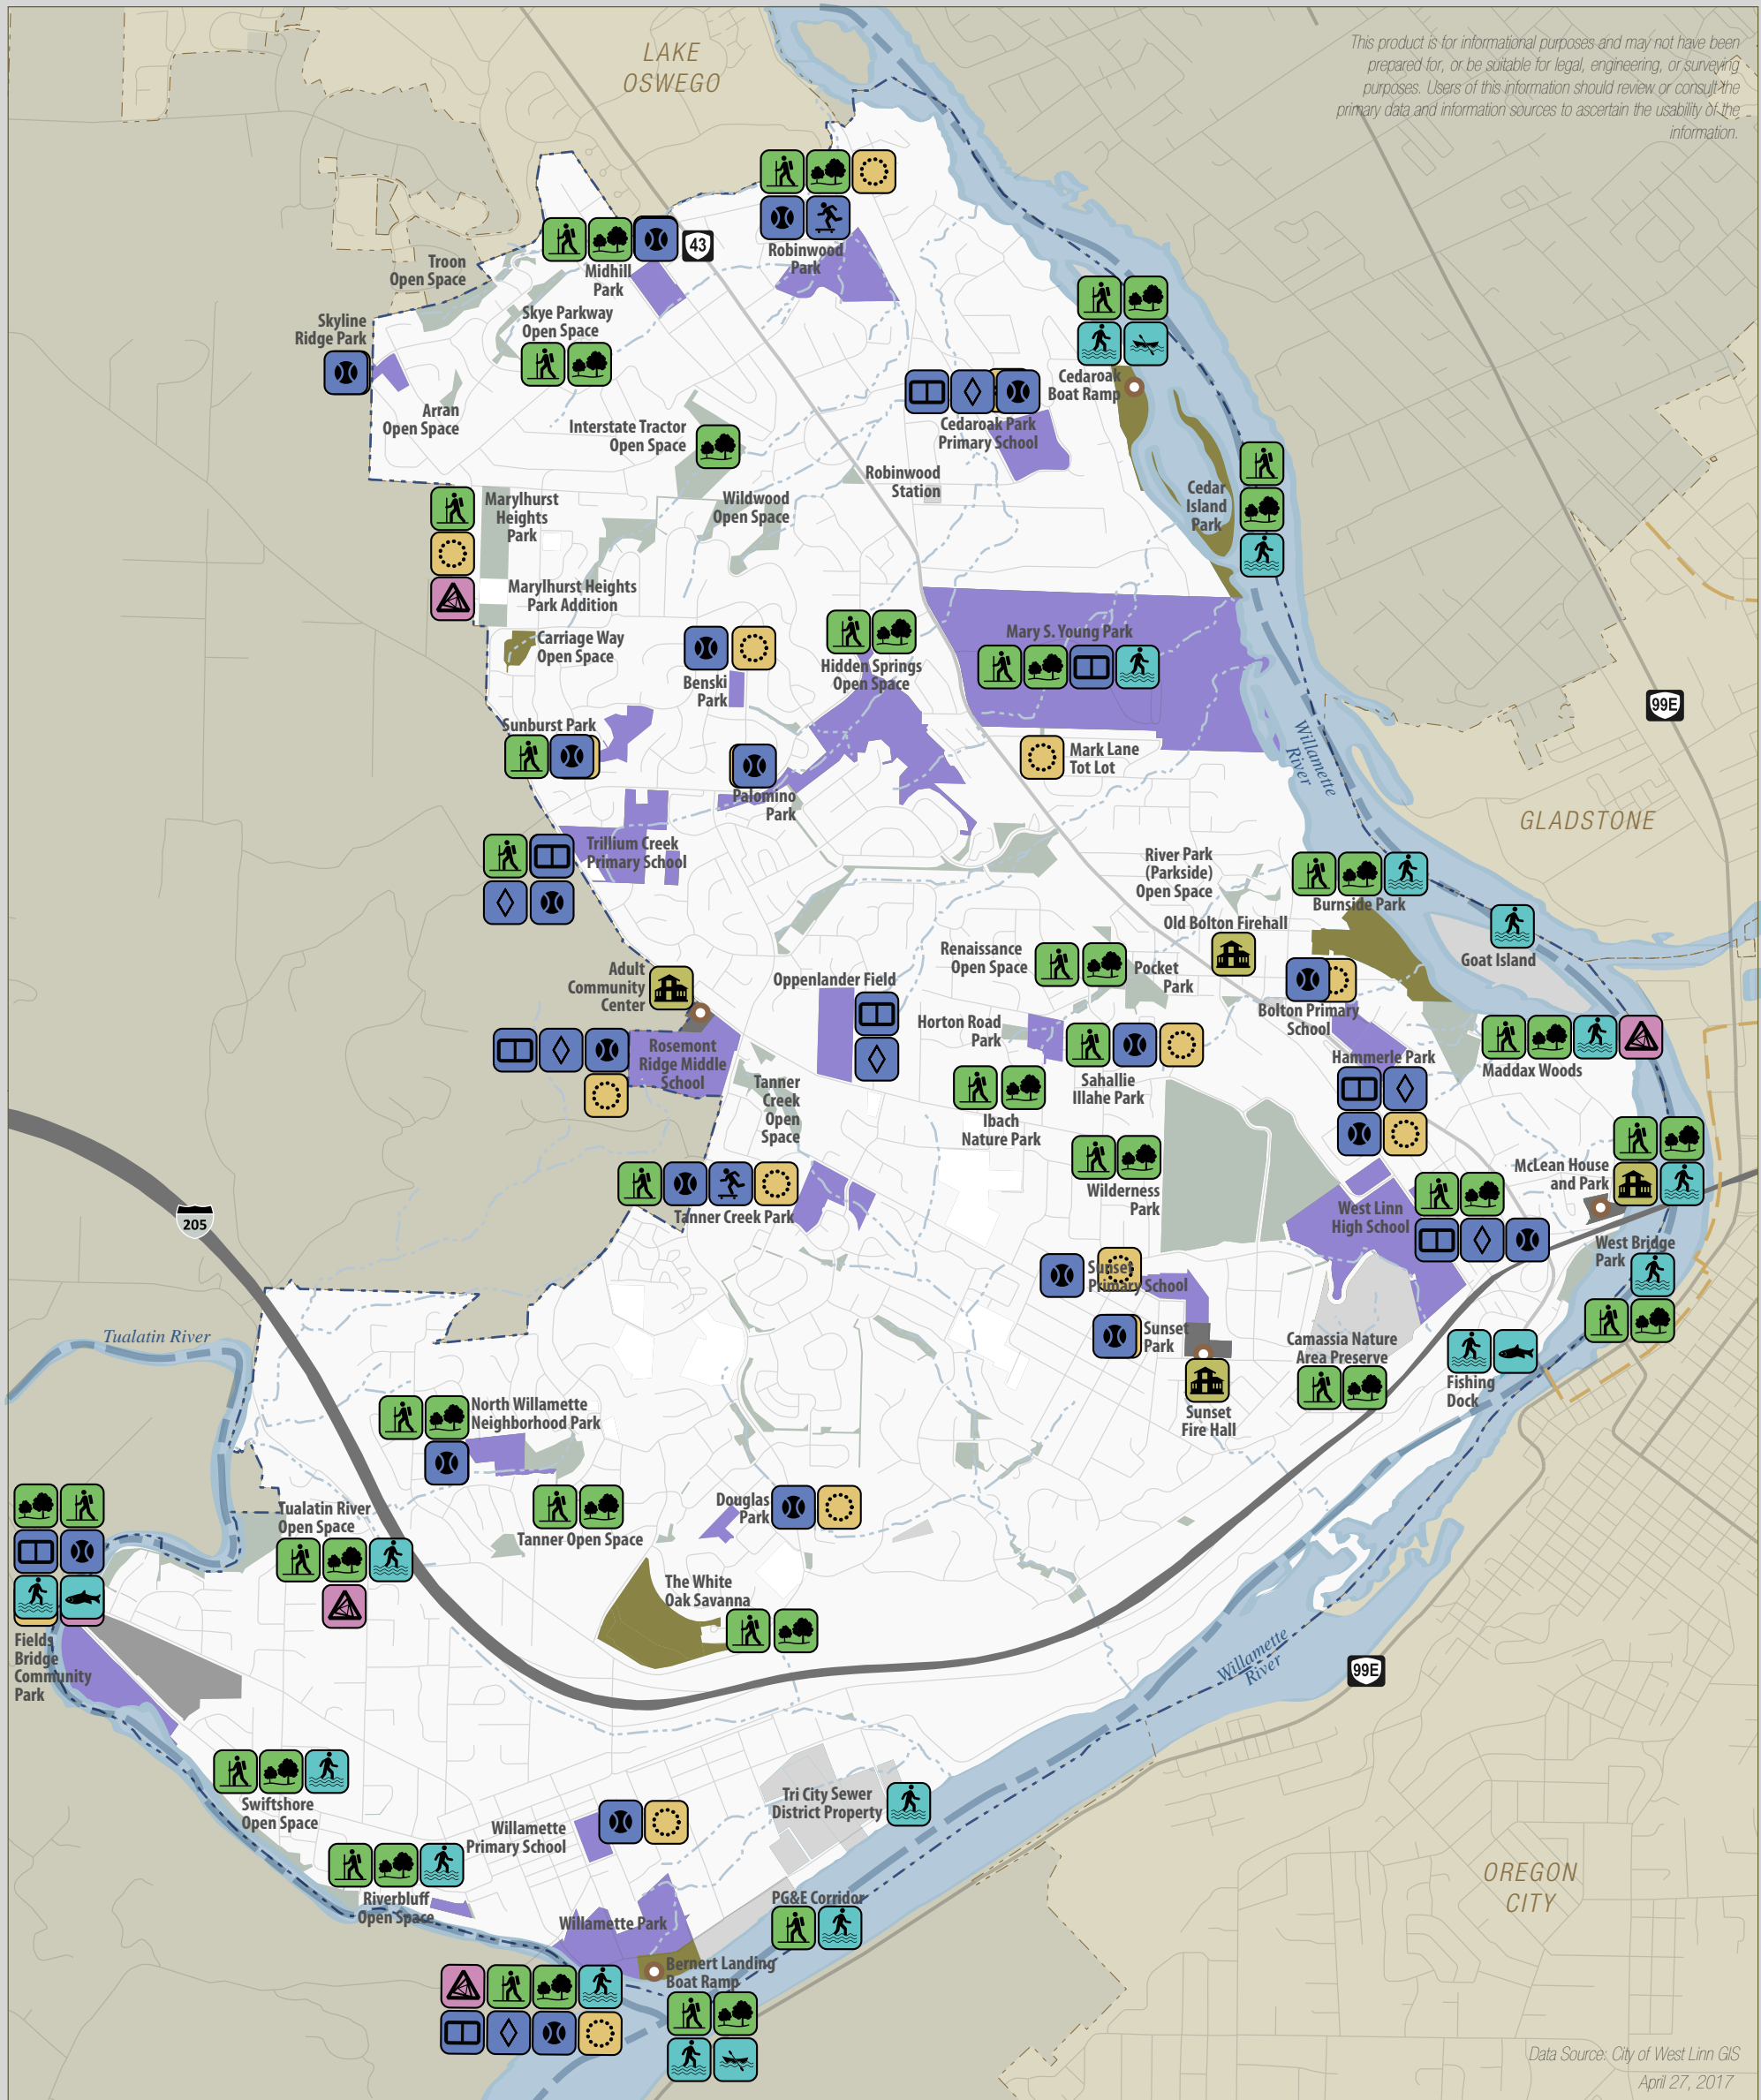 LAKE
OSWEGO
This product is for informational purposes and may not have been
prepared for, or be suitable for legal, engineering, or surveying
purposes. Users of this information should review or consult the
primary data and information sources to ascertain the usability of the
information.
43
Troon
Open Space
Midhill
Park
Robinwood
Park
Skyline
Ridge Park
Skye Parkway
Open Space
Arran
Open Space
Cedaroak
Boat Ramp
Interstate Tractor
Open Space
Cedaroak Park
Primary School
Robinwood
Station
Cedar
Island
Park
Marylhurst
Heights
Park
Wildwood
Open Space
Marylhurst Heights
Park Addition
Carriage Way
Open Space
Benski
Park
Hidden Springs
Open Space
Mary S. Young Park
99E
Sunburst Park
Mark Lane
Tot Lot
Willamette
River
Palomino
Park
GLADSTONE
Trillium Creek
Primary School
River Park
(Parkside)
Open Space
Burnside Park
Old Bolton Firehall
Goat Island
Renaissance
Open Space
Pocket
Park
Adult
Community
Center
Oppenlander Field
Bolton Primary
School
Horton Road
Park
Rosemont
Ridge Middle
School
Hammerle Park
Maddax Woods
Sahallie
Illahe Park
Tanner
Creek
Open
Space
Ibach
Nature Park
McLean House
and Park
Wilderness
Park
West Linn
High School
Tanner Creek Park
205
West Bridge
Park
Sunset
Primary School
Sunset
Park
Camassia Nature
Area Preserve
Tualatin River
Fishing
Dock
Sunset
Fire Hall
North Willamette
Neighborhood Park
Tualatin River
Open Space
Douglas
Park
Tanner Open Space
The White
Oak Savanna
Fields
Bridge
Community
Park
Willamette
River
99E
Swiftshore
Open Space
Tri City Sewer
District Property
Willamette
Primary School
Riverbluff
Open Space
PG&E Corridor
Willamette Park
OREGON
CITY
Bernert Landing
Boat Ramp
Data Source: City of West Linn GIS
April 27, 2017